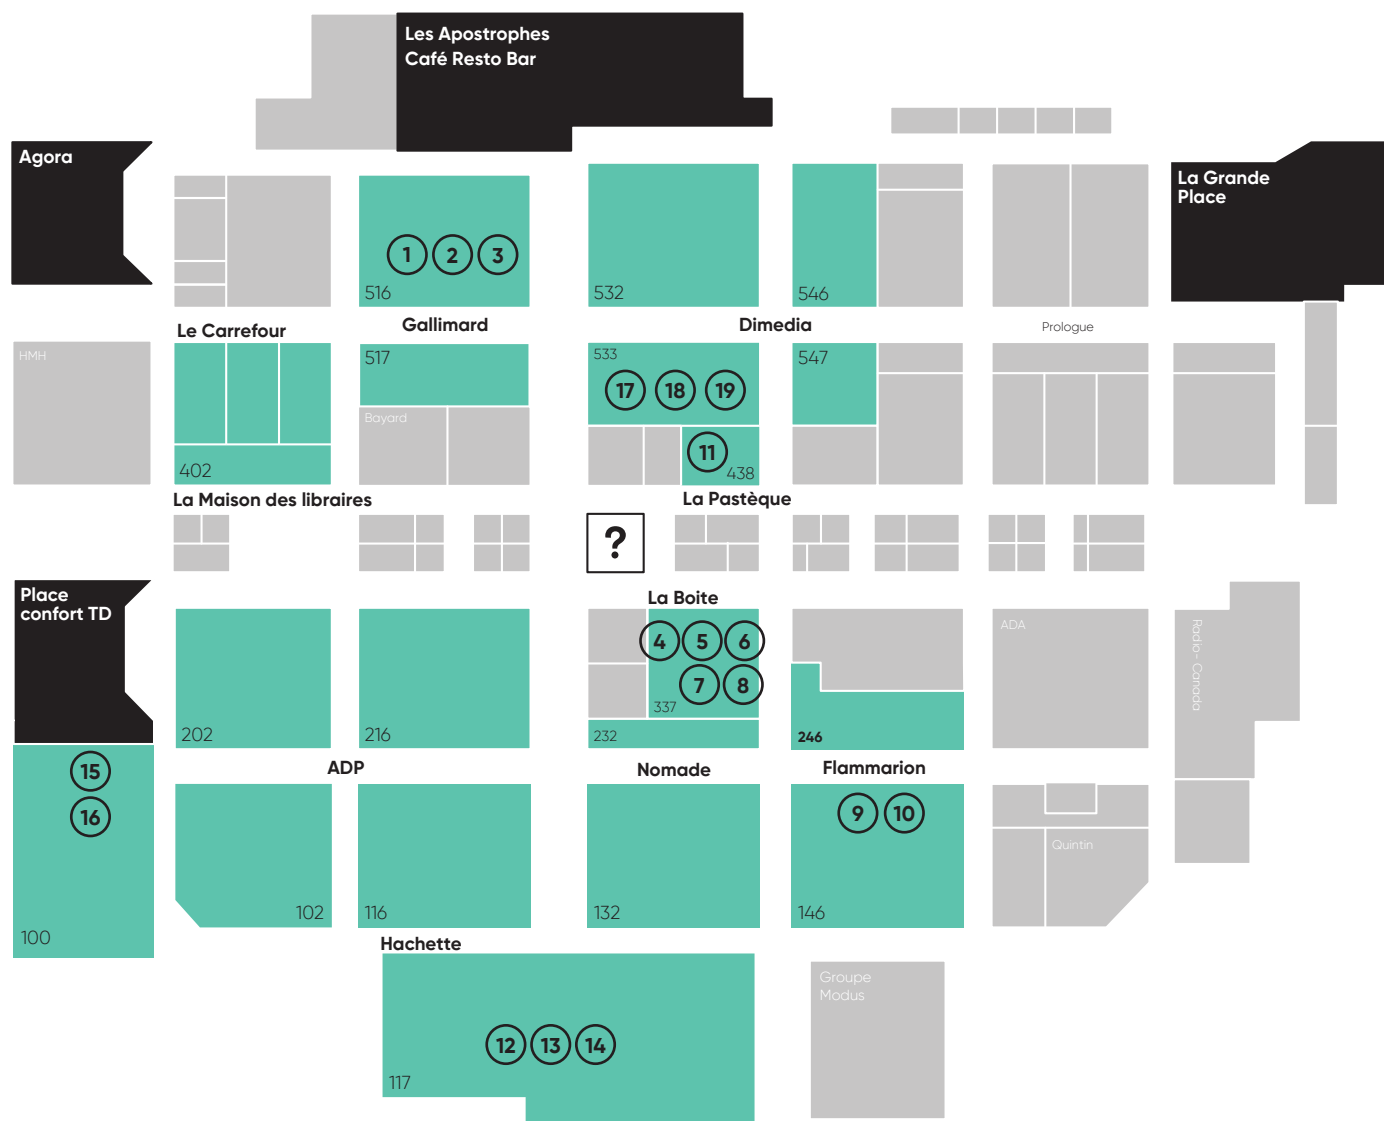 Les Apostrophes
Café Resto Bar
Agora
La Grande
Place
1 2 3
516
532
546
Le Carrefour
Gallimard
Dimedia
Prologue
HMH
517
533
547
17 18 19
Bayard
11
402
438
La Maison des libraires
La Pastèque
?
Place
confort TD
La Boite
4 5 6
ADA
Radio-Canada
7 8
337
202
216
232
246
ADP
Nomade
Flammarion
15
16
9 10
Quintin
100
102
116
132
146
Hachette
Groupe
Modus
12 13 14
117